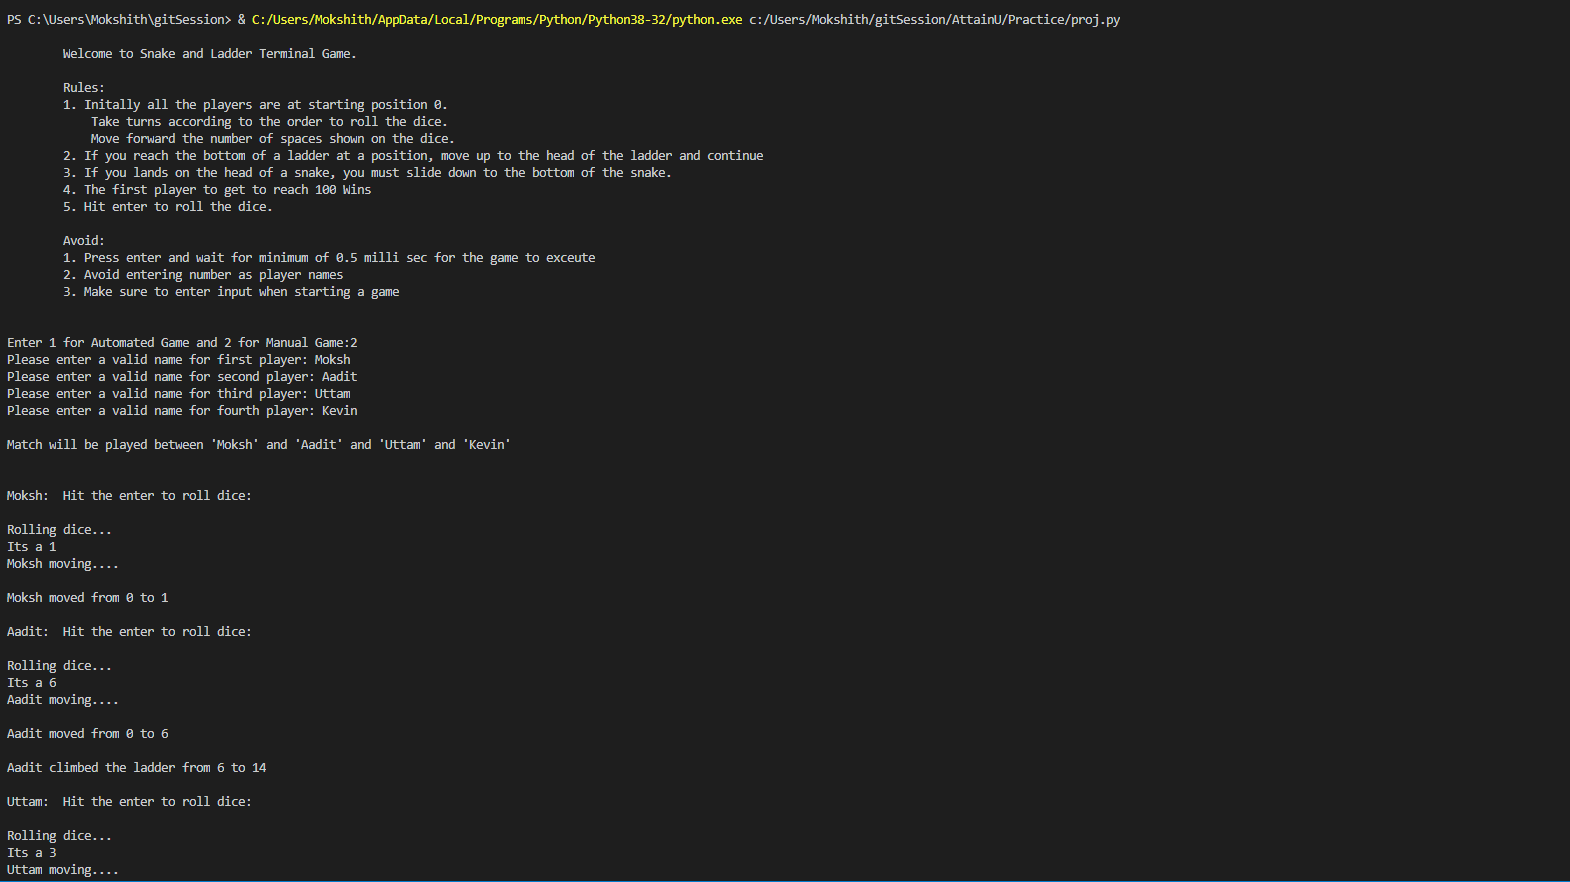 PS C:\Users\Mokshith\gitSession> & C:/Users/Mokshith/AppData/Local/Programs/Python/Python38-32/python.exe c:/Users/Mokshith/gitSession/AttainU/Practice/proj.py
Welcome to Snake and Ladder Terminal Game.
Rules:
1. Initally all the players are at starting position 0.
Take turns according to the order to roll the dice.
Move forward the number of spaces shown on the dice.
2. If you reach the bottom of a ladder at a position, move up to the head of the ladder and continue
3. If you lands on the head of a snake, you must slide down to the bottom of the snake.
4. The first player to get to reach 100 Wins
5. Hit enter to roll the dice.
Avoid:
1. Press enter and wait for minimum of 0.5 milli sec for the game to exceute
2. Avoid entering number as player names
3. Make sure to enter input when starting a game
Enter 1 for Automated Game and 2 for Manual Game:2
Please enter a valid name for first player: Moksh
Please enter a valid name for second player: Aadit
Please enter a valid name for third player: Uttam
Please enter a valid name for fourth player: Kevin
Match will be played between 'Moksh' and 'Aadit' and 'Uttam' and 'Kevin'
Moksh:  Hit the enter to roll dice:
Rolling dice...
Its a 1
Moksh moving....
Moksh moved from 0 to 1
Aadit:  Hit the enter to roll dice:
Rolling dice...
Its a 6
Aadit moving....
Aadit moved from 0 to 6
Aadit climbed the ladder from 6 to 14
Uttam:  Hit the enter to roll dice:
Rolling dice...
Its a 3
Uttam moving....